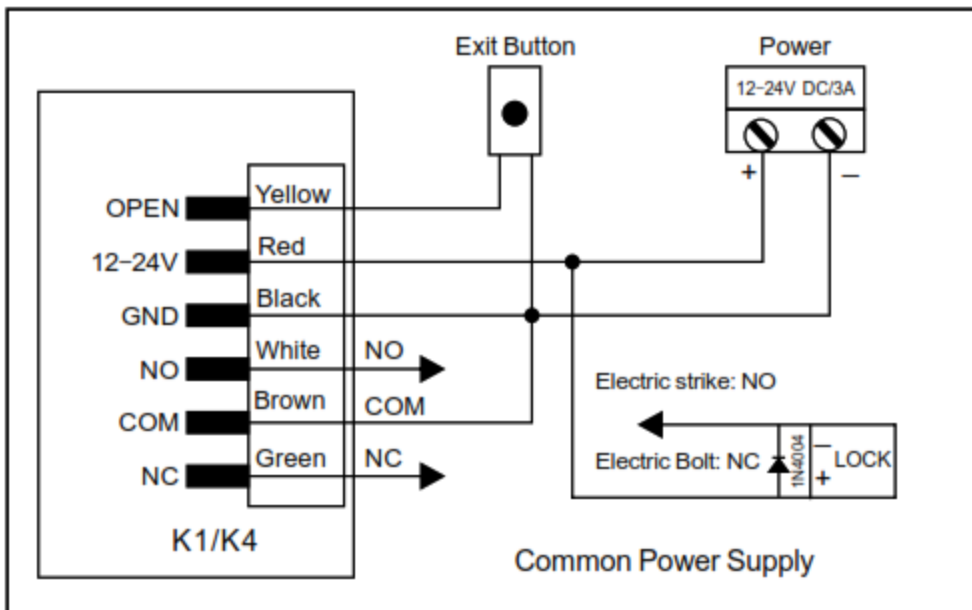 Exit Button
Power
12-24V DC/3A
+
–
OPEN
Yellow
12-24V
Red
GND
Black
NO
White
NO
COM
Brown
COM
NC
Green
NC
Electric strike: NO
Electric Bolt: NC
1N4004
–
+
LOCK
K1/K4
Common Power Supply